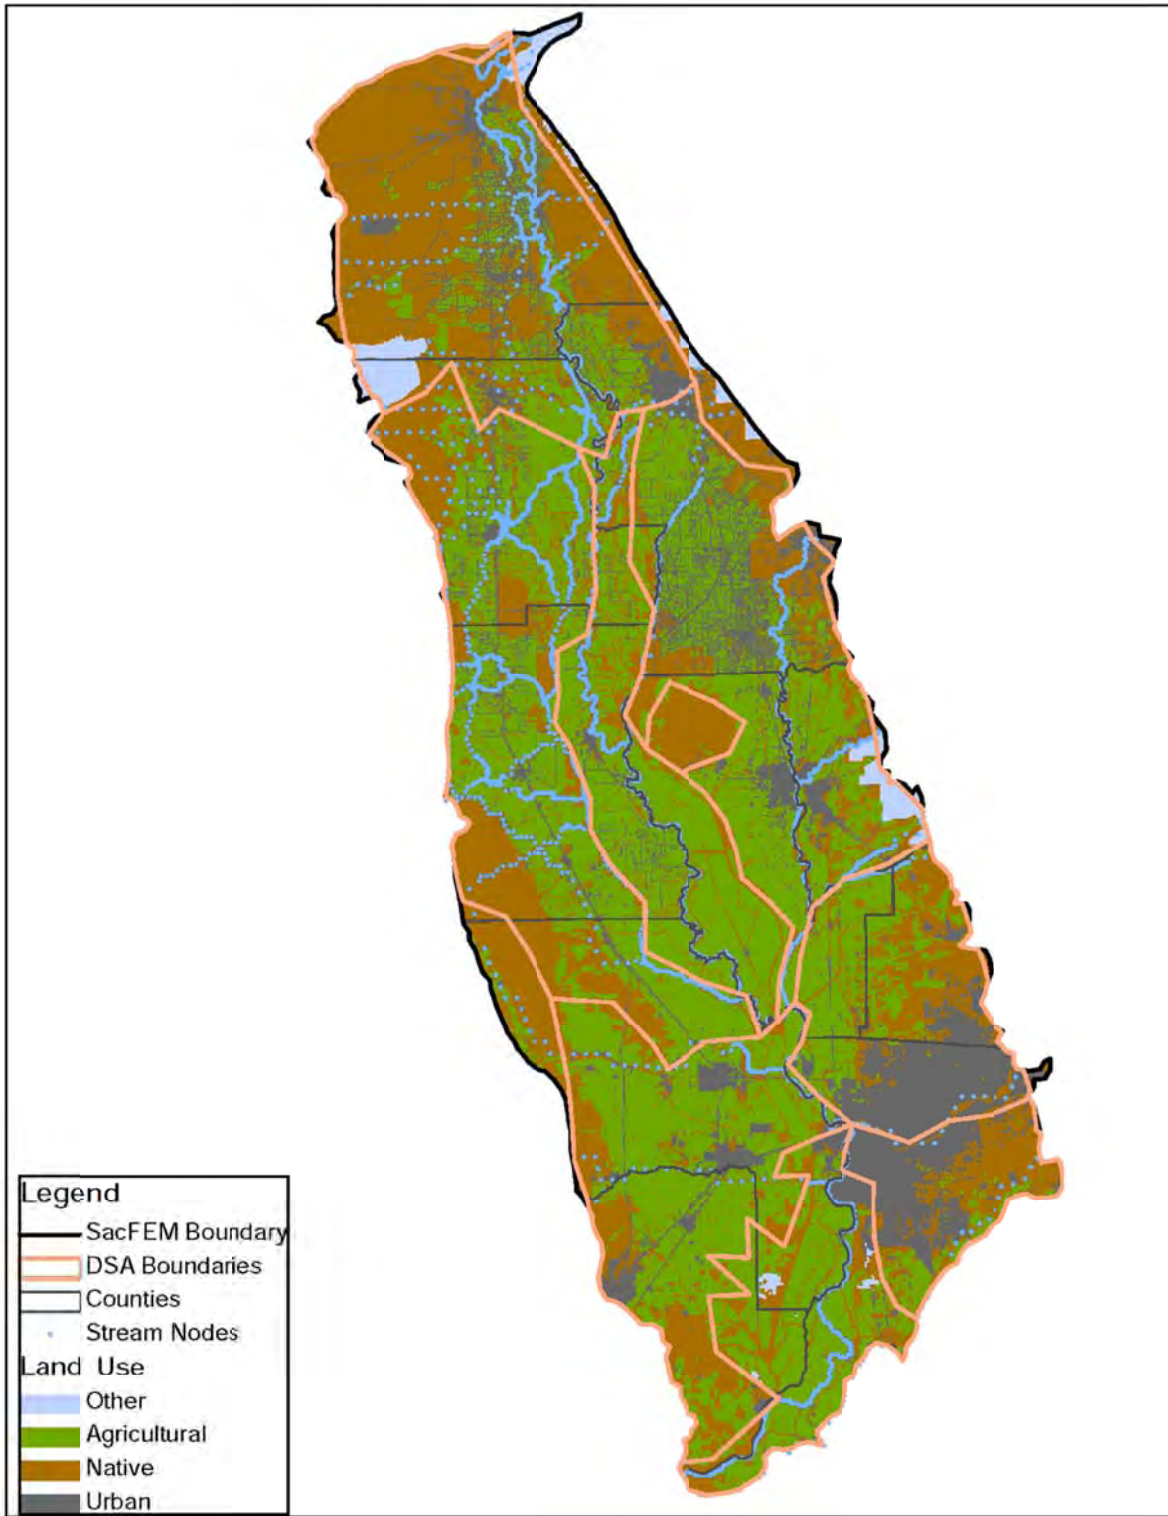 Legend
SacFEM Boundary
DSA Boundaries
Counties
Stream Nodes
Land Use
Other
Agricultural
Native
Urban